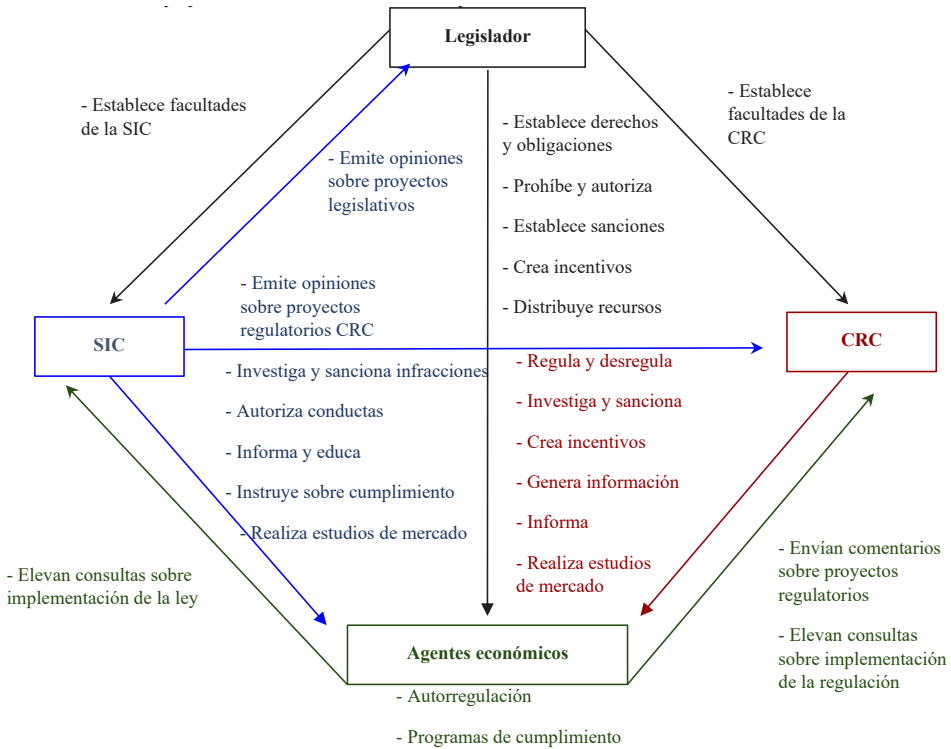 Legislador
- Establece facultades
de la SIC
- Establece
facultades de la
CRC
- Establece derechos
y obligaciones
- Prohíbe y autoriza
- Establece sanciones
- Crea incentivos
- Distribuye recursos
- Emite opiniones
sobre proyectos
legislativos
- Emite opiniones
sobre proyectos
regulatorios CRC
SIC
CRC
- Investiga y sanciona infracciones
- Autoriza conductas
- Informa y educa
- Instruye sobre cumplimiento
- Realiza estudios de mercado
- Regula y desregula
- Investiga y sanciona
- Crea incentivos
- Genera información
- Informa
- Realiza estudios
de mercado
- Elevan consultas sobre
implementación de la ley
- Envían comentarios
sobre proyectos
regulatorios
- Elevan consultas
sobre implementación
de la regulación
Agentes económicos
- Autorregulación
- Programas de cumplimiento